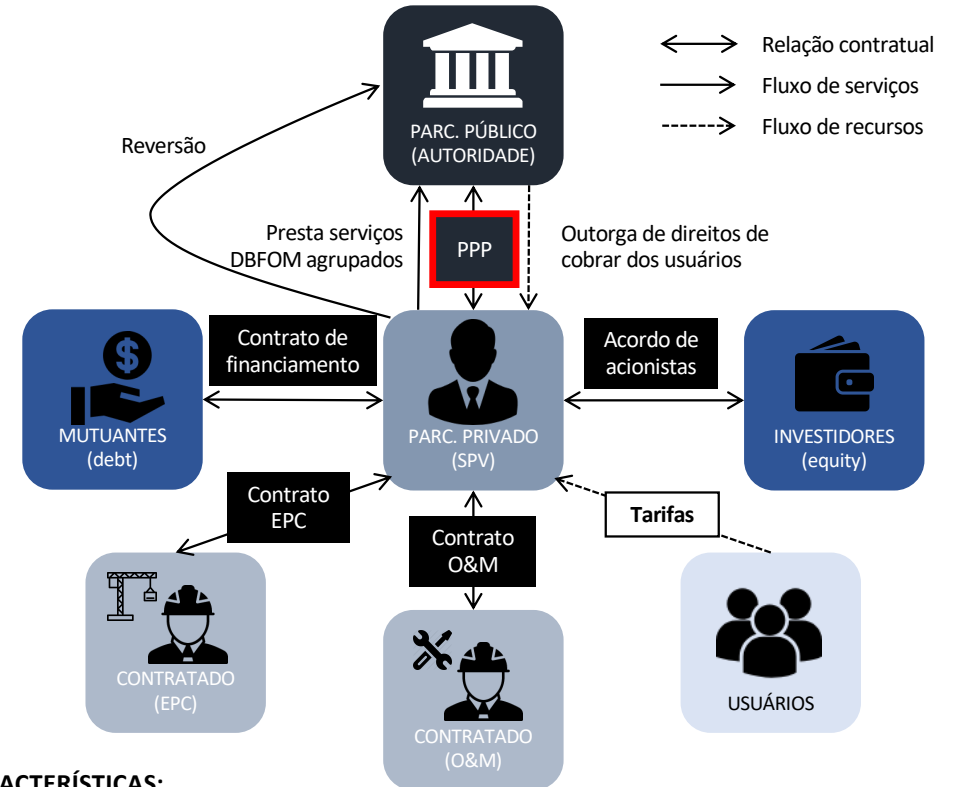 Relação contratual
Fluxo de serviços
Fluxo de recursos
PARC. PÚBLICO
(AUTORIDADE)
Reversão
Presta serviços
DBFOM agrupados
PPP
Outorga de direitos de
cobrar dos usuários
Contrato de
financiamento
Acordo de
acionistas
MUTUANTES
(debt)
PARC. PRIVADO
(SPV)
INVESTIDORES
(equity)
Contrato
EPC
Contrato
O&M
Tarifas
CONTRATADO
(EPC)
CONTRATADO
(O&M)
USUÁRIOS
ACTERÍSTICAS: